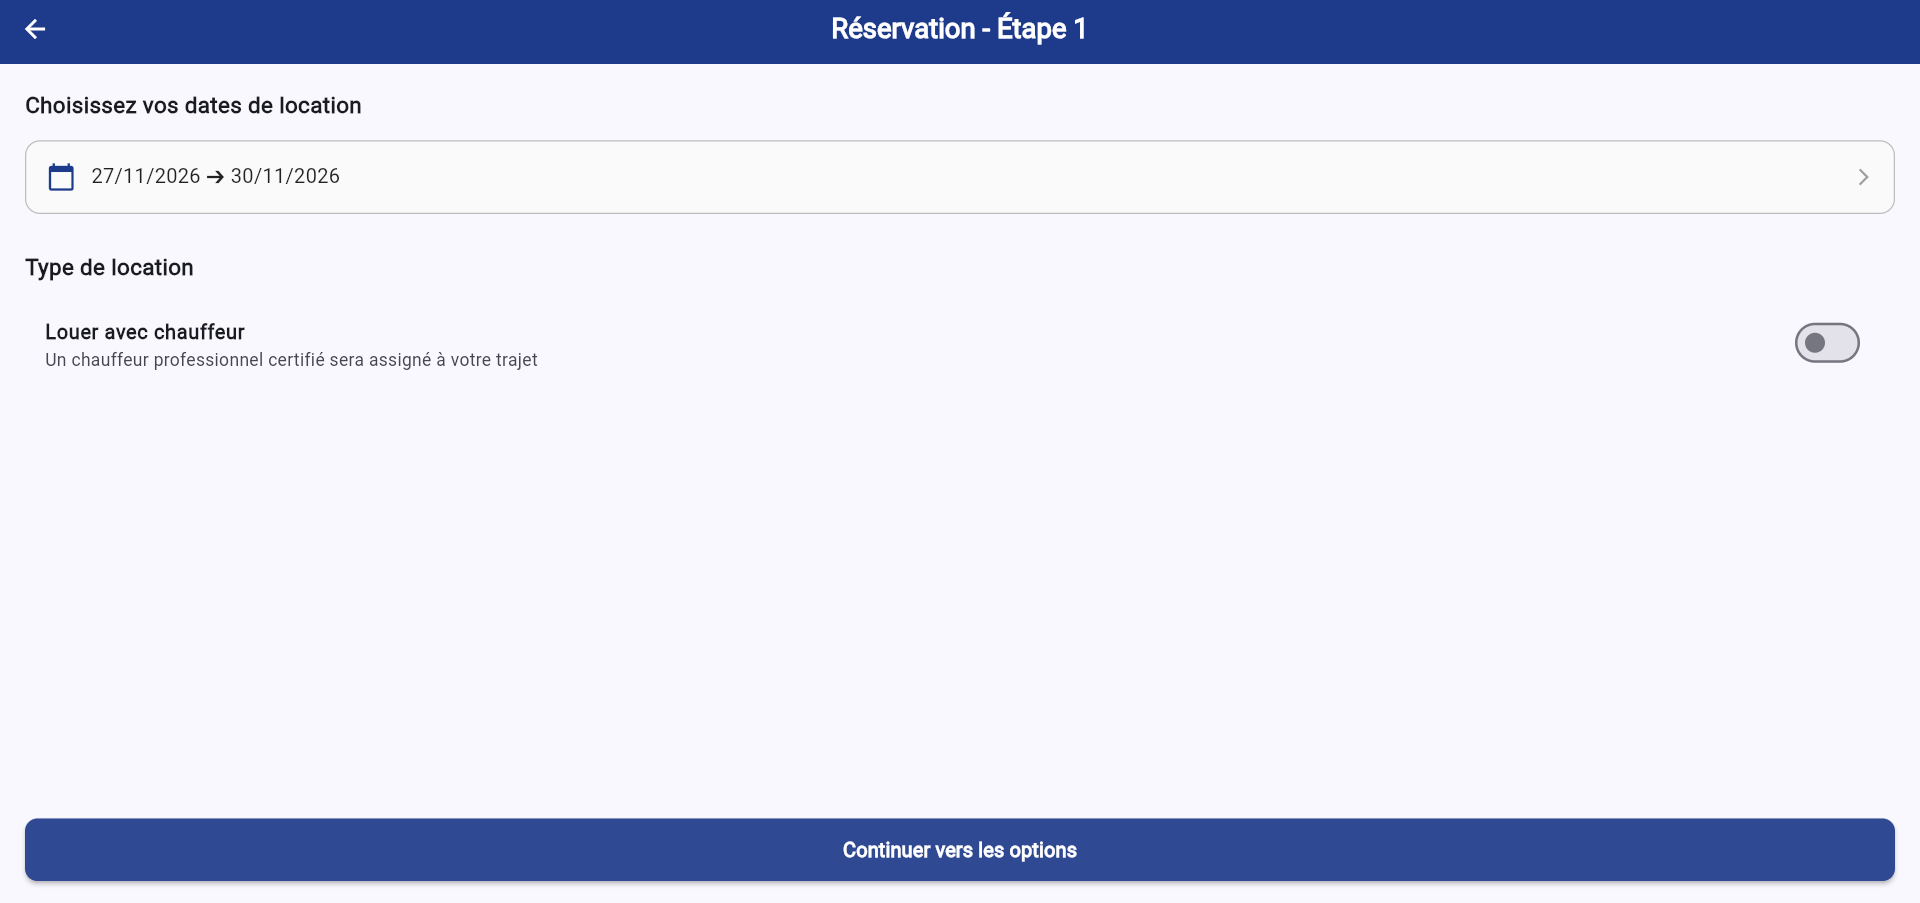 Réservation - Étape 1
Choisissez vos dates de location
27/11/2026 → 30/11/2026
Type de location
Louer avec chauffeur
Un chauffeur professionnel certifié sera assigné à votre trajet
Continuer vers les options